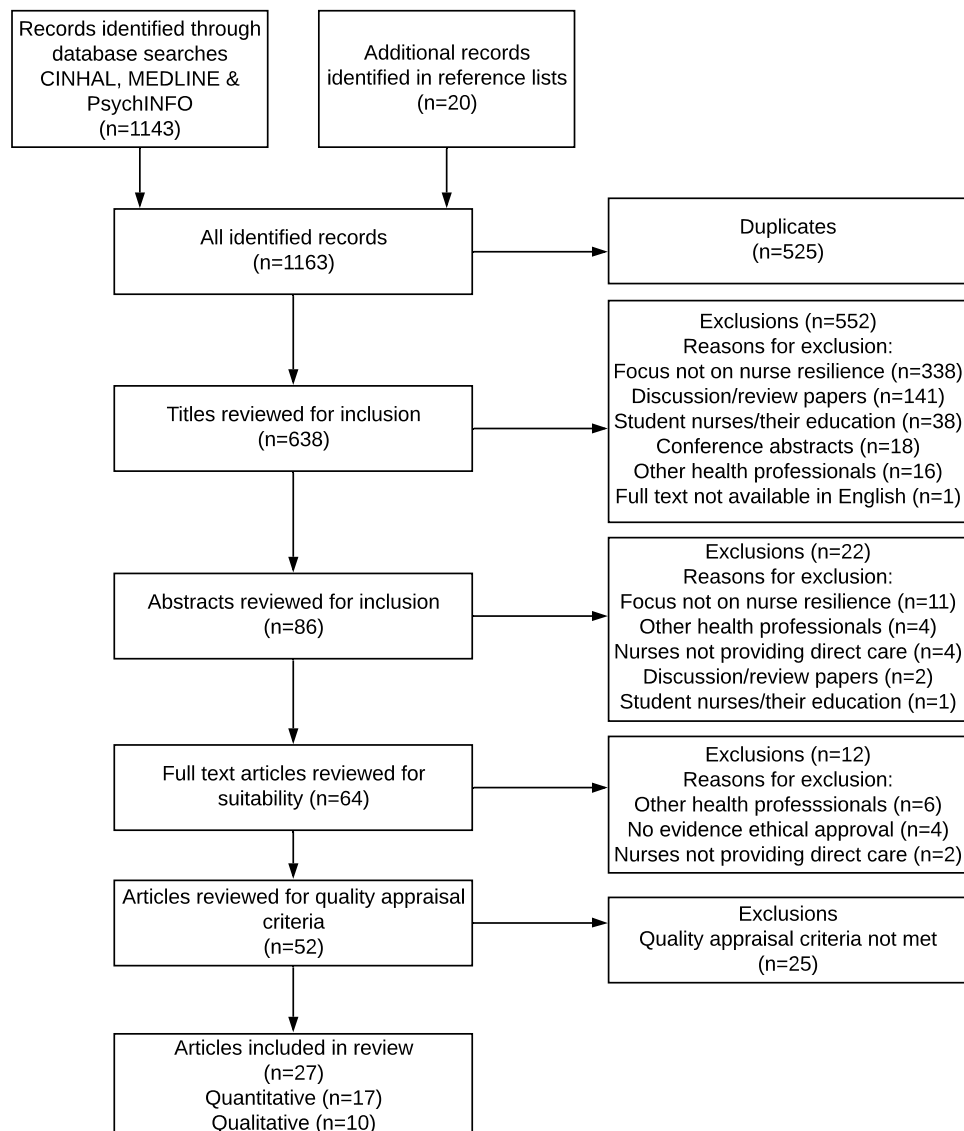 Records identified through
database searches
CINHAL, MEDLINE &
PsychINFO
(n=1143)
Additional records
identified in reference lists
(n=20)
All identified records
(n=1163)
Duplicates
(n=525)
Titles reviewed for inclusion
(n=638)
Exclusions (n=552)
Reasons for exclusion:
Focus not on nurse resilience (n=338)
Discussion/review papers (n=141)
Student nurses/their education (n=38)
Conference abstracts (n=18)
Other health professionals (n=16)
Full text not available in English (n=1)
Abstracts reviewed for inclusion
(n=86)
Exclusions (n=22)
Reasons for exclusion:
Focus not on nurse resilience (n=11)
Other health professionals (n=4)
Nurses not providing direct care (n=4)
Discussion/review papers (n=2)
Student nurses/their education (n=1)
Full text articles reviewed for
suitability (n=64)
Exclusions (n=12)
Reasons for exclusion:
Other health professsionals (n=6)
No evidence ethical approval (n=4)
Nurses not providing direct care (n=2)
Articles reviewed for quality appraisal
criteria
(n=52)
Exclusions
Quality appraisal criteria not met
(n=25)
Articles included in review
(n=27)
Quantitative (n=17)
Qualitative (n=10)